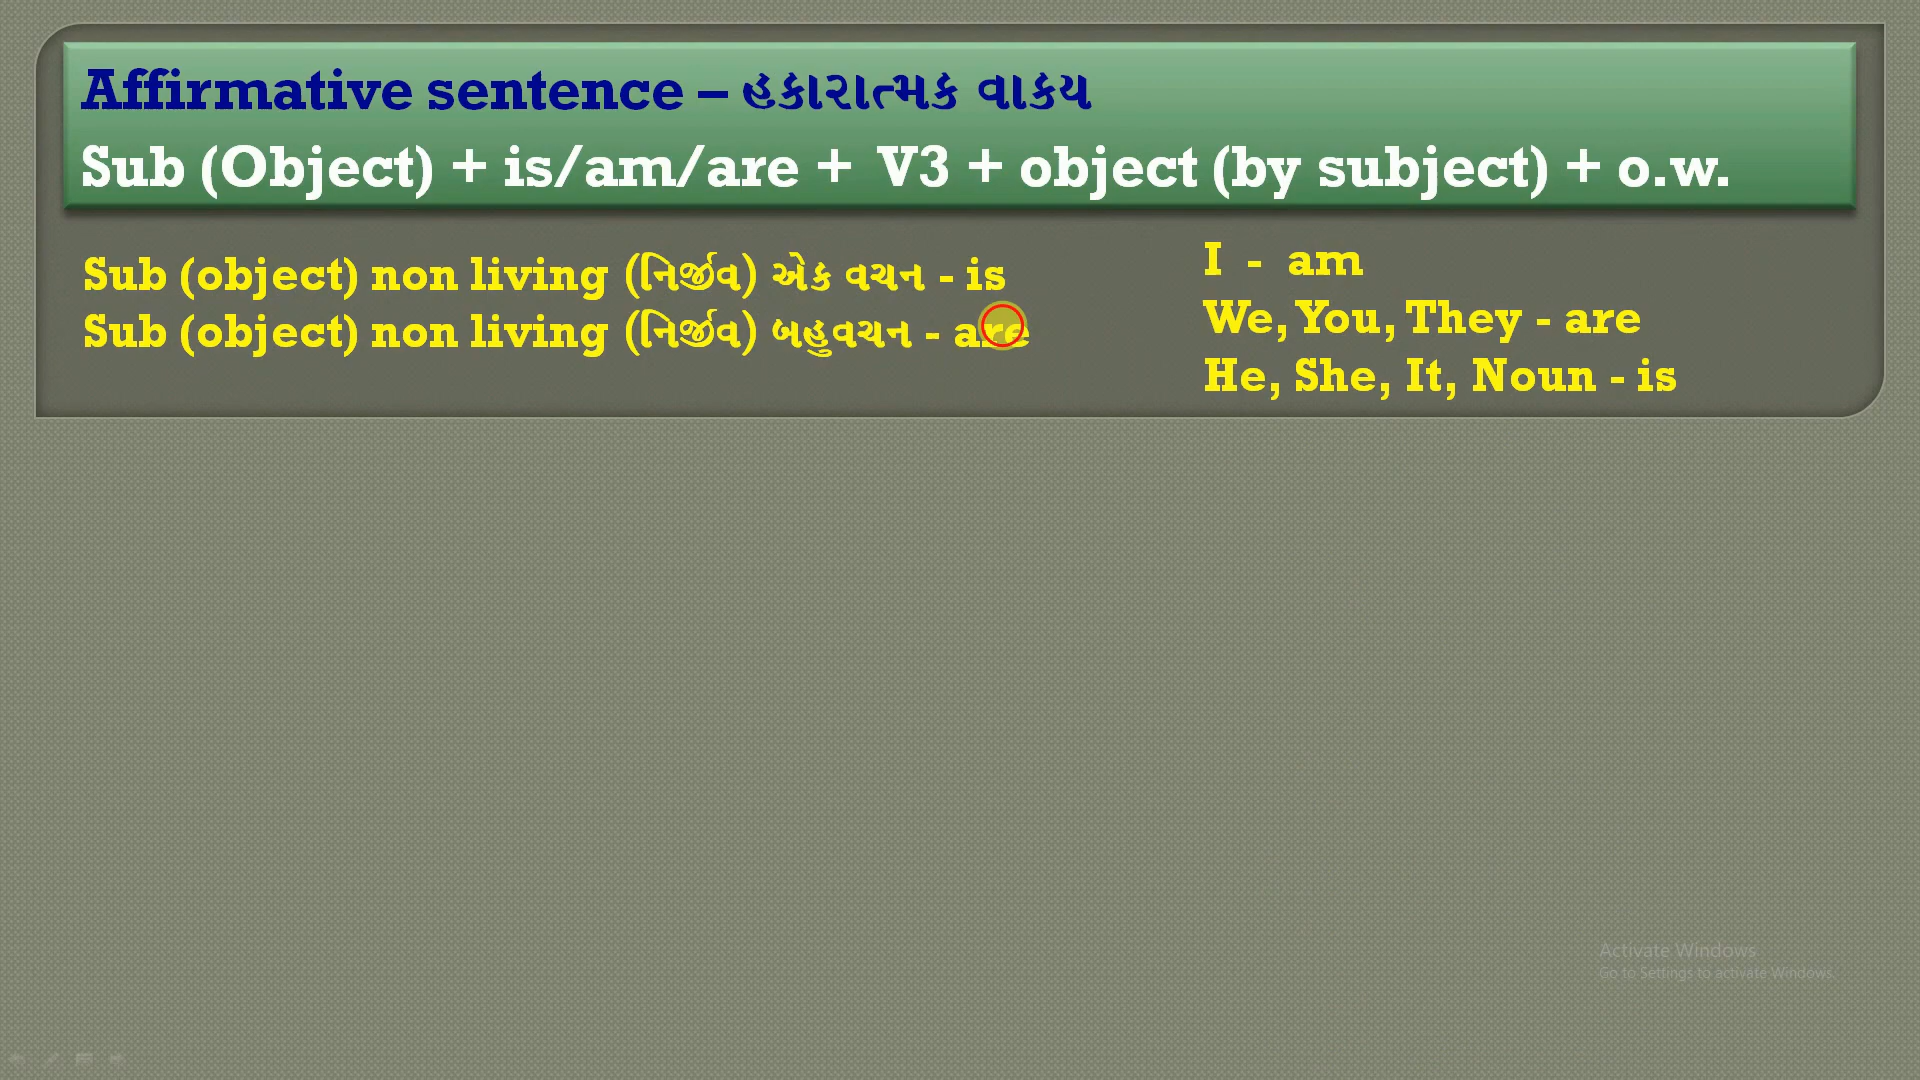 Affirmative sentence – હકારાત્મક વાકય
Sub (Object) + is/am/are + V3 + object (by subject) + o.w.
Sub (object) non living (નિર્જીવ) એક વચન - is
Sub (object) non living (નિર્જીવ) બહુવચન - are
I - am
We, You, They - are
He, She, It, Noun - is
Activate Windows
Go to Settings to activate Windows.